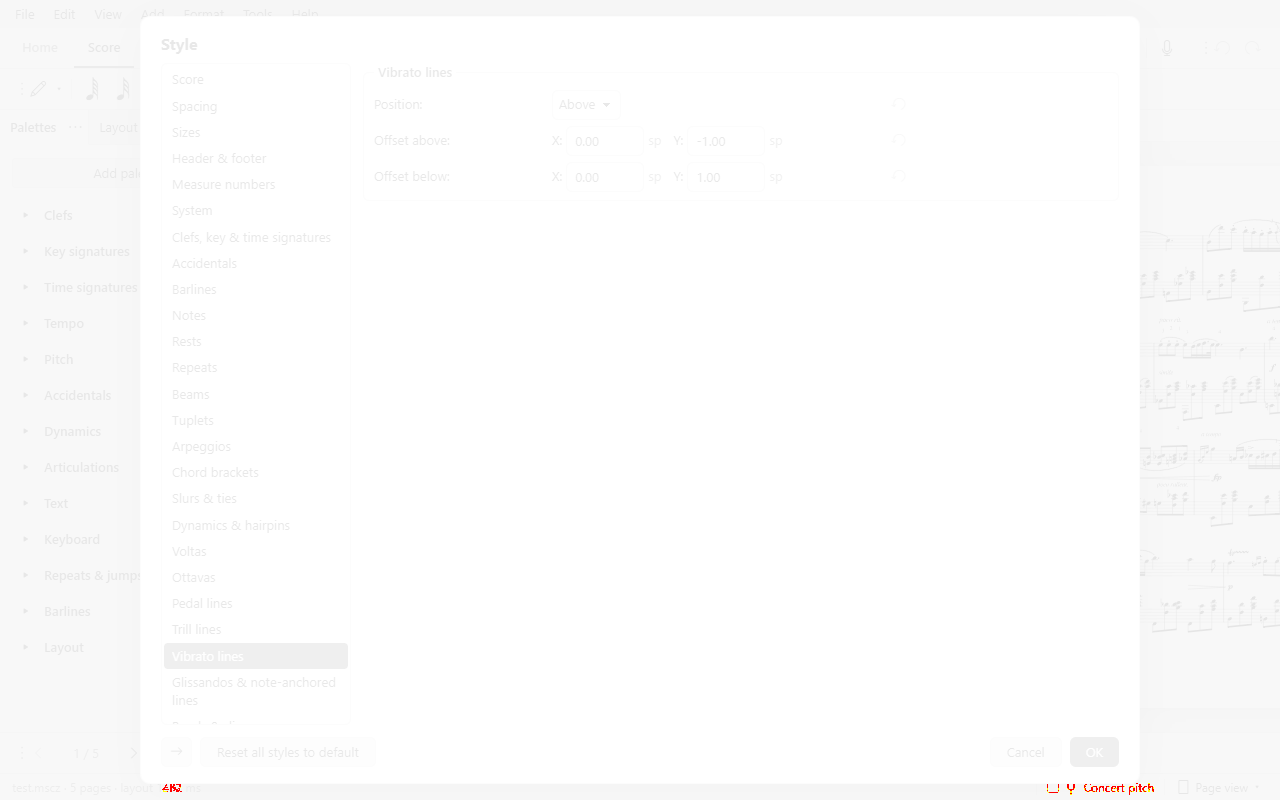 File Edit View Add Format Tools Help
Style
Home Score
Palettes ··· Layout
Clefs
Key signatures
Time signatures
Tempo
Pitch
Accidentals
Dynamics
Articulations
Text
Keyboard
Repeats & jumps
Barlines
Layout
1 / 5
Score
Spacing
Sizes
Header & footer
Measure numbers
System
Clefs, key & time signatures
Accidentals
Barlines
Notes
Rests
Repeats
Beams
Tuplets
Arpeggios
Chord brackets
Slurs & ties
Dynamics & hairpins
Voltas
Ottavas
Pedal lines
Trill lines
Vibrato lines
Glissandos & note-anchored
lines
Vibrato lines
Position: Above
Offset above: X: 0.00 sp Y: -1.00 sp
Offset below: X: 0.00 sp Y: 1.00 sp
→ Reset all styles to default Cancel OK
test.mscz · 5 pages · layout
Concert pitch Page view